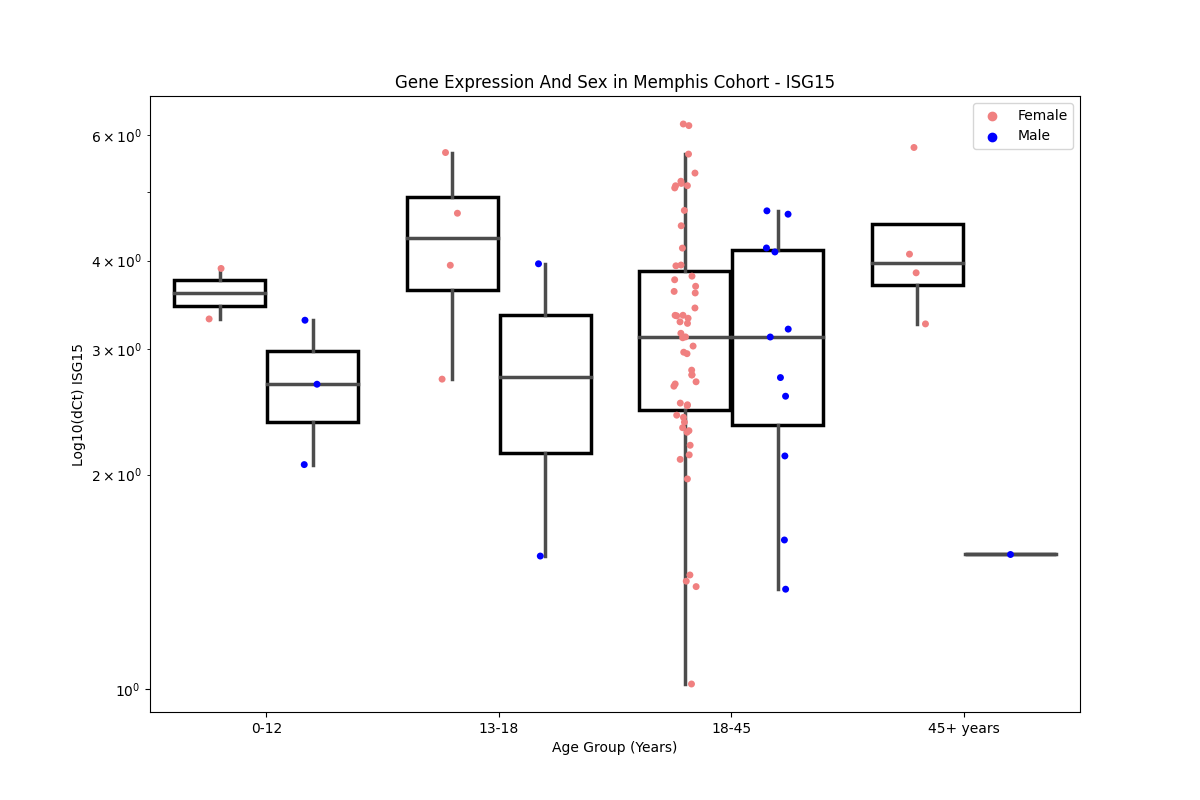 Gene Expression And Sex in Memphis Cohort - ISG15
Female
Male
6 × 10⁰
4 × 10⁰
3 × 10⁰
2 × 10⁰
10⁰
Log10(dCt) ISG15
0-12
13-18
18-45
45+ years
Age Group (Years)